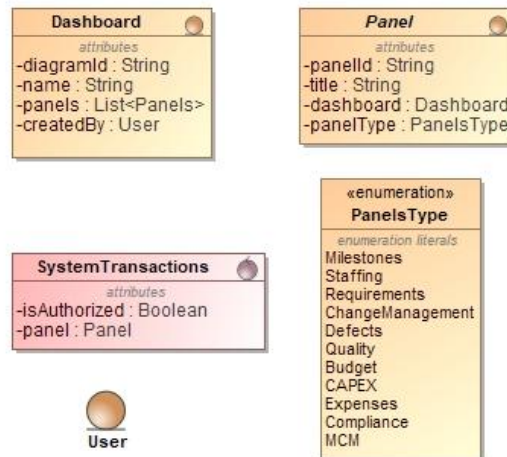 Dashboard
attributes
-diagramId : String
-name : String
-panels : List<Panels>
-createdBy : User
Panel
attributes
-panelId : String
-title : String
-dashboard : Dashboard
-panelType : PanelsType
SystemTransactions
attributes
-isAuthorized : Boolean
-panel : Panel
«enumeration»
PanelsType
enumeration literals
Milestones
Staffing
Requirements
ChangeManagement
Defects
Quality
Budget
CAPEX
Expenses
Compliance
MCM
User